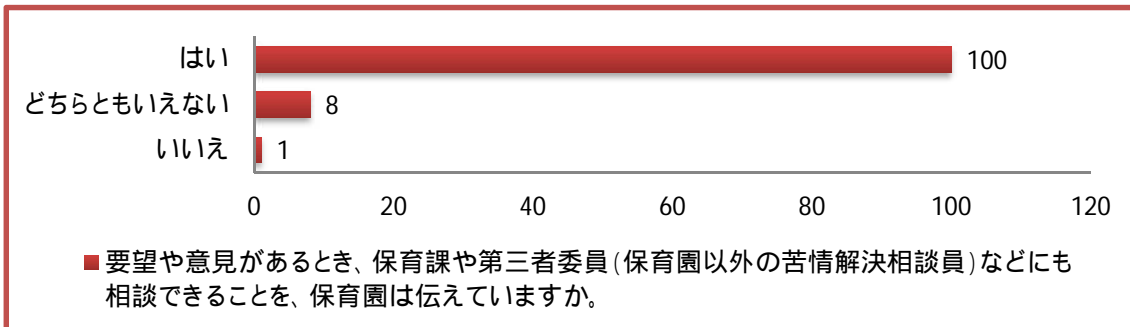 はい 100
どちらともいえない 8
いいえ 1
0 20 40 60 80 100 120
要望や意見があるとき、保育課や第三者委員(保育園以外の苦情解決相談員)などにも
相談できることを、保育園は伝えていますか。